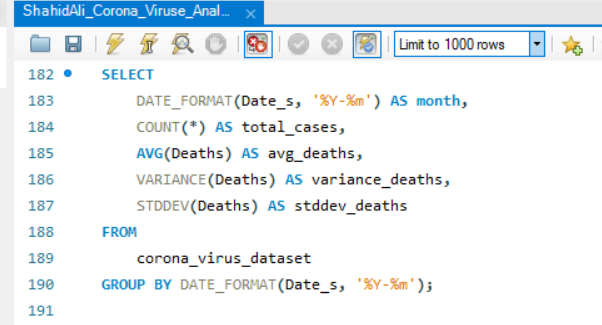 ShahidAli_Corona_Viruse_Anal...
Limit to 1000 rows
182 SELECT
183 DATE_FORMAT(Date_s, '%Y-%m') AS month,
184 COUNT(*) AS total_cases,
185 AVG(Deaths) AS avg_deaths,
186 VARIANCE(Deaths) AS variance_deaths,
187 STDDEV(Deaths) AS stddev_deaths
188 FROM
189 corona_virus_dataset
190 GROUP BY DATE_FORMAT(Date_s, '%Y-%m');
191